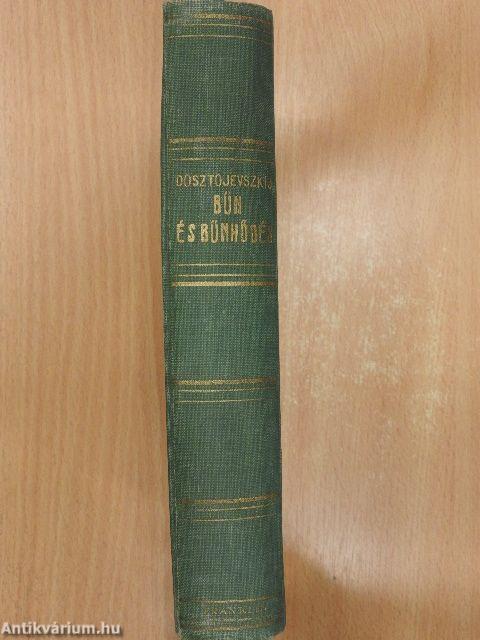 DOSZTOJEVSZKIJ
BŰN
ÉS BŰNHŐDÉS
FRANKLIN
Antikvárium.hu